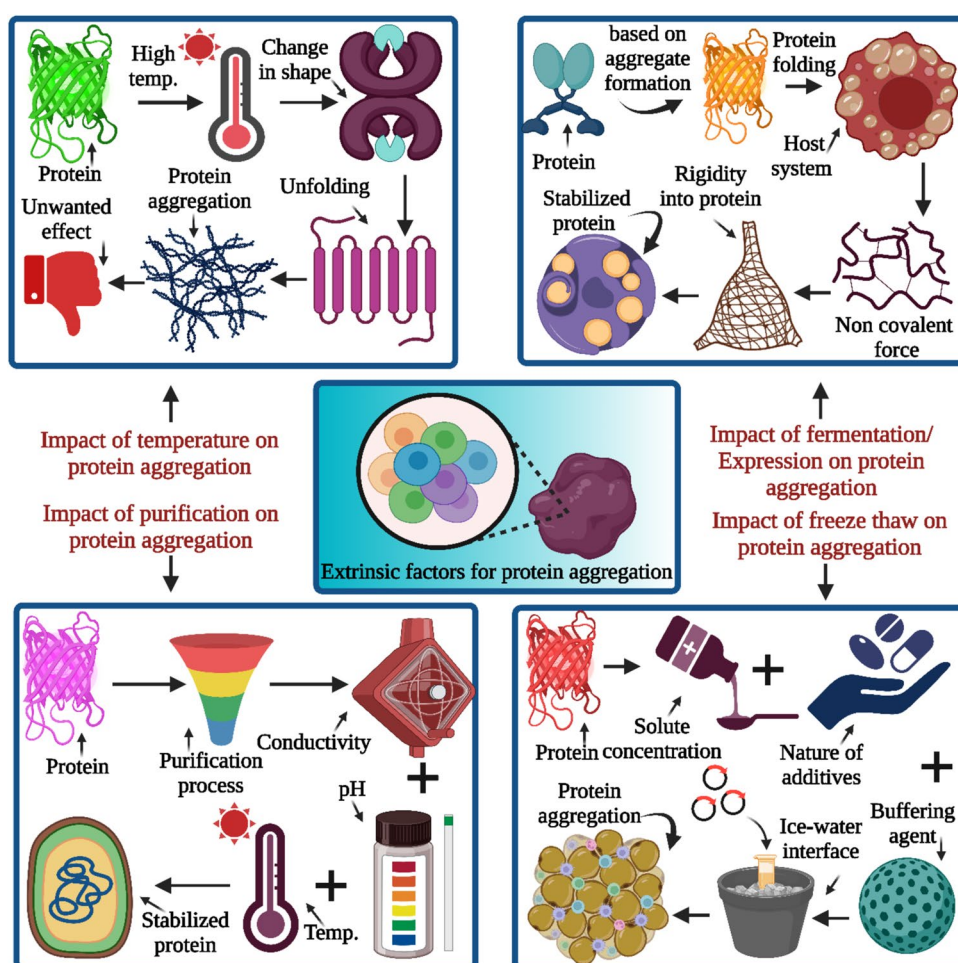 High
temp.
Change
in shape
Protein
Protein
aggregation
Unfolding
Unwanted
effect
based on
aggregate
formation
Protein
folding
Protein
Host
system
Rigidity
into protein
Stabilized
protein
Non covalent
force
Impact of temperature on
protein aggregation
Impact of purification on
protein aggregation
Extrinsic factors for protein aggregation
Impact of fermentation/
Expression on protein
aggregation
Impact of freeze thaw on
protein aggregation
Protein
Purification
process
Conductivity
pH
Temp.
Stabilized
protein
Protein
Solute
concentration
Nature of
additives
Buffering
agent
Ice-water
interface
Protein
aggregation